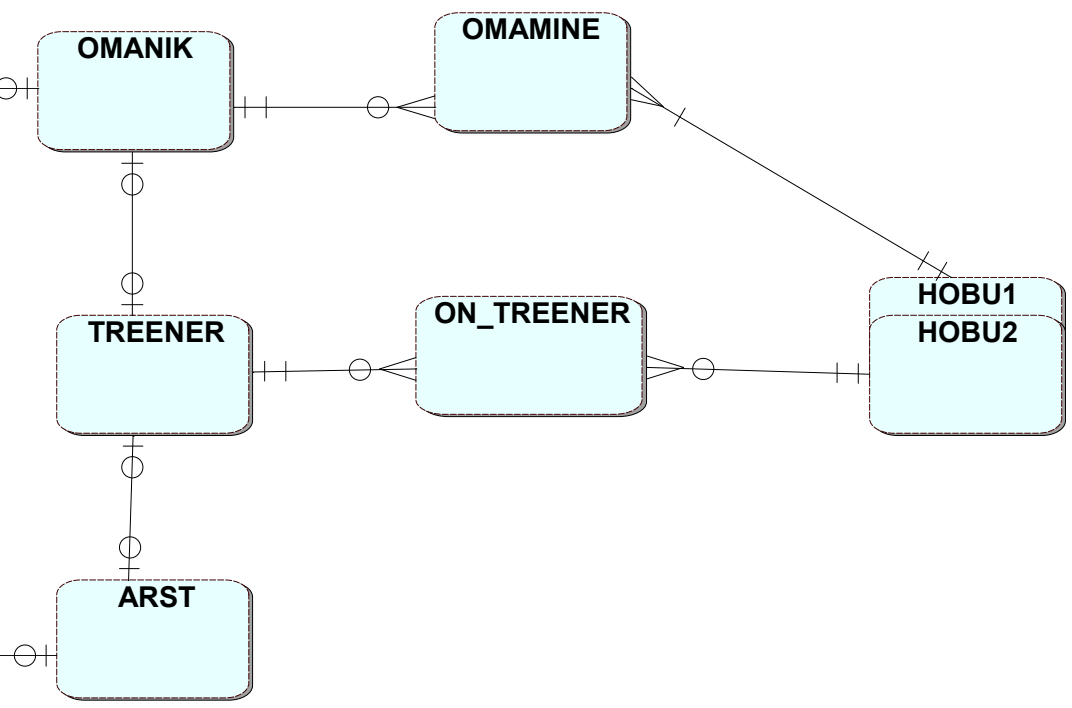 OMANIK
OMAMINE
HOBU1
HOBU2
TREENER
ON_TREENER
ARST